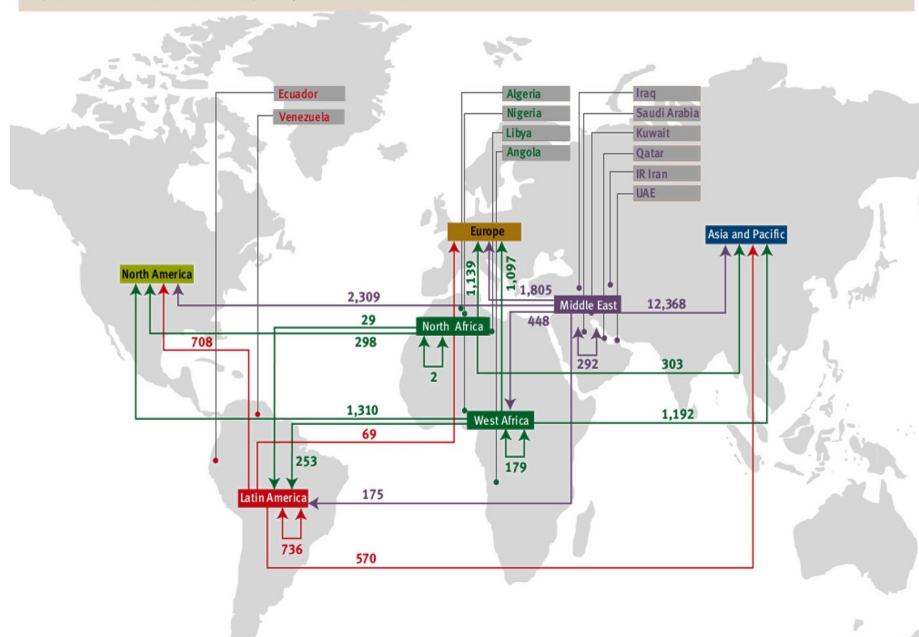 Ecuador
Venezuela
Algeria
Nigeria
Libya
Angola
Iraq
Saudi Arabia
Kuwait
Qatar
IR Iran
UAE
Europe
Asia and Pacific
North America
1,139
1,097
1,805
2,309
Middle East
12,368
29
North Africa
448
298
708
292
303
2
1,310
West Africa
1,192
69
253
179
Latin America
175
736
570